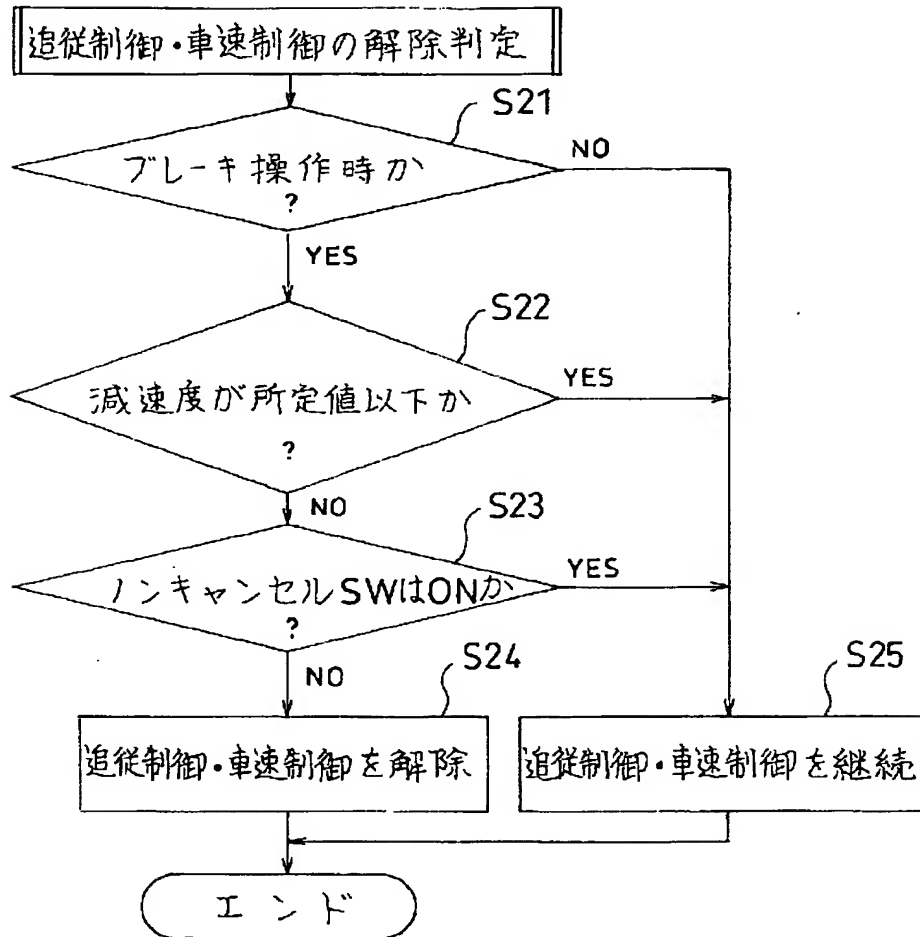 追従制御・車速制御の解除判定
S21
ブレーキ操作時か
?
NO
YES
S22
減速度が所定値以下か
?
YES
NO
S23
ノンキャンセルSWはONか
?
YES
NO
S24
追従制御・車速制御を解除
S25
追従制御・車速制御を継続
エンド